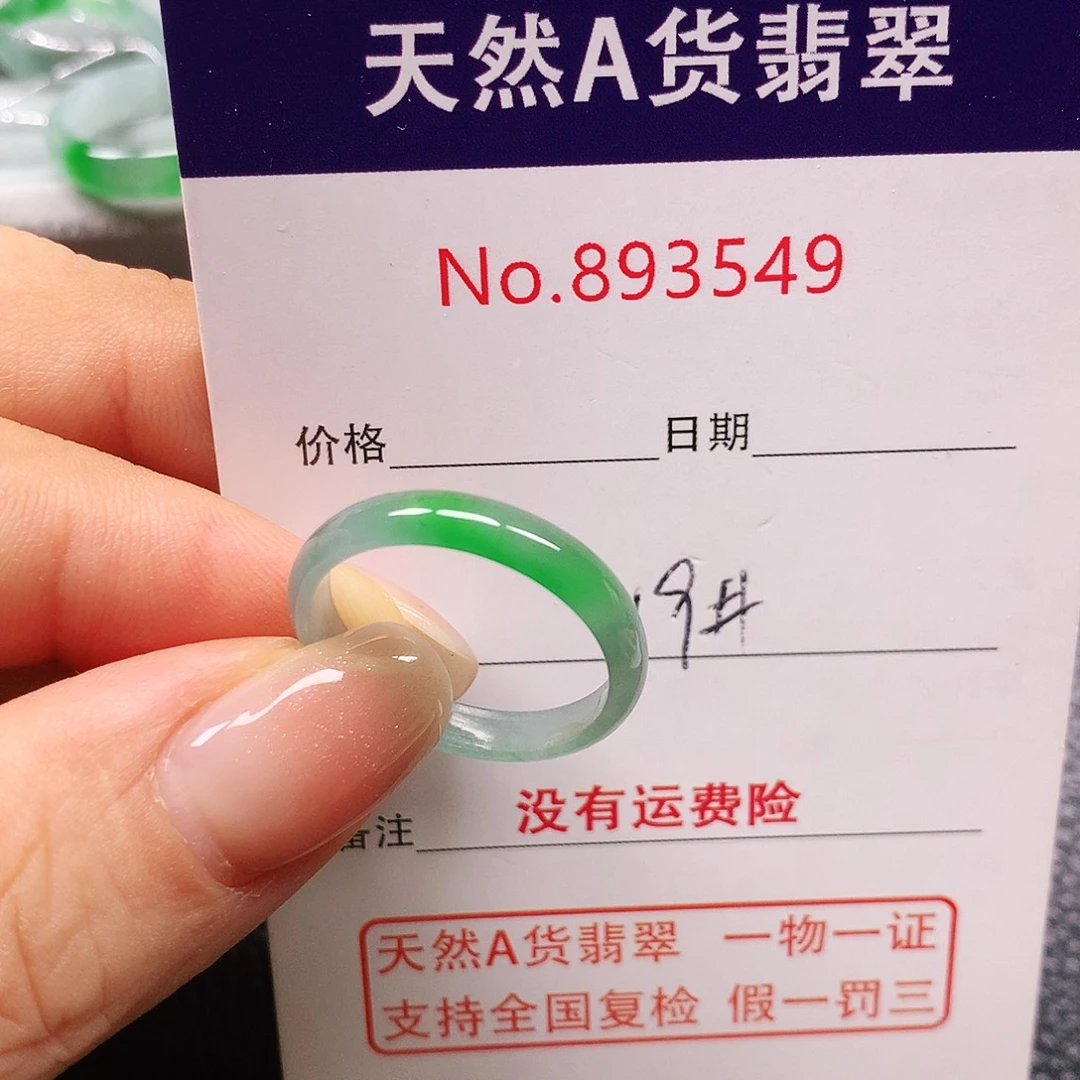 天然A货翡翠
No.893549
价格 日期
19#
没有运费险
备注
天然A货翡翠 一物一证
支持全国复检 假一罚三